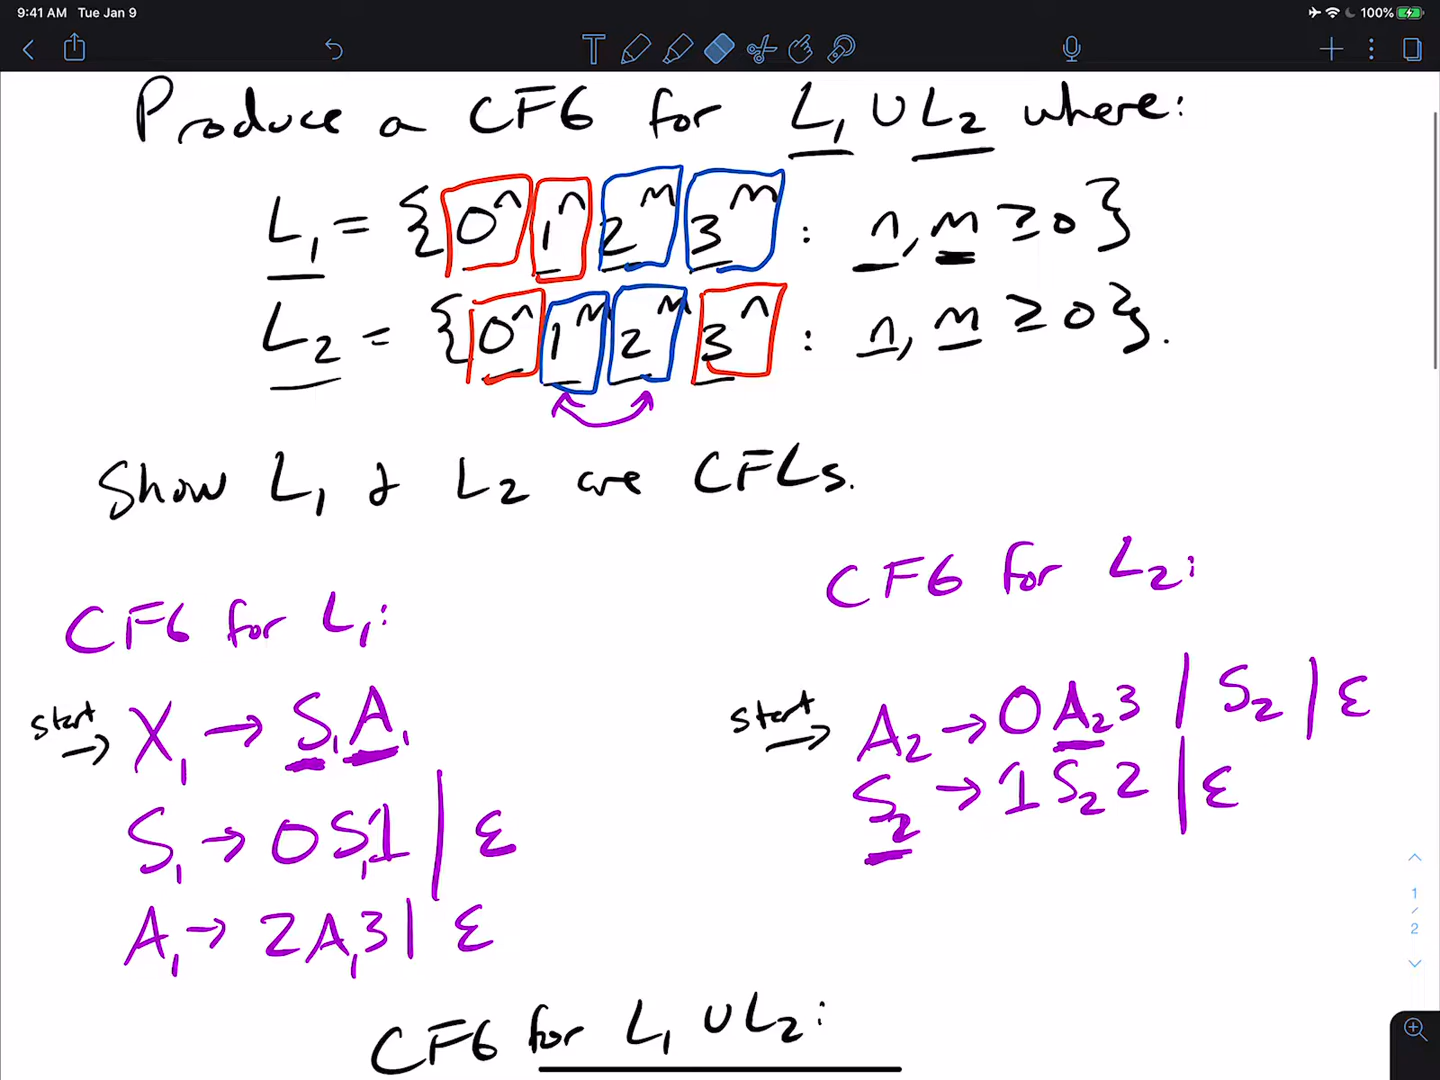 9:41 AM Tue Jan 9
100%
Produce a CFG for L₁ ∪ L₂ where:
L₁ = {0ⁿ 1ⁿ 2ᵐ 3ᵐ : n, m ≥ 0}
L₂ = {0ⁿ 1ᵐ 2ᵐ 3ⁿ : n, m ≥ 0}.
Show L₁ & L₂ are CFLs.
CFG for L₁:
start → X₁ → S₁A₁
S₁ → 0S₁1 | ε
A₁ → 2A₁3 | ε
CFG for L₂:
start → A₂ → 0A₂3 | S₂ | ε
S₂ → 1S₂2 | ε
CFG for L₁ ∪ L₂:
1
/
2